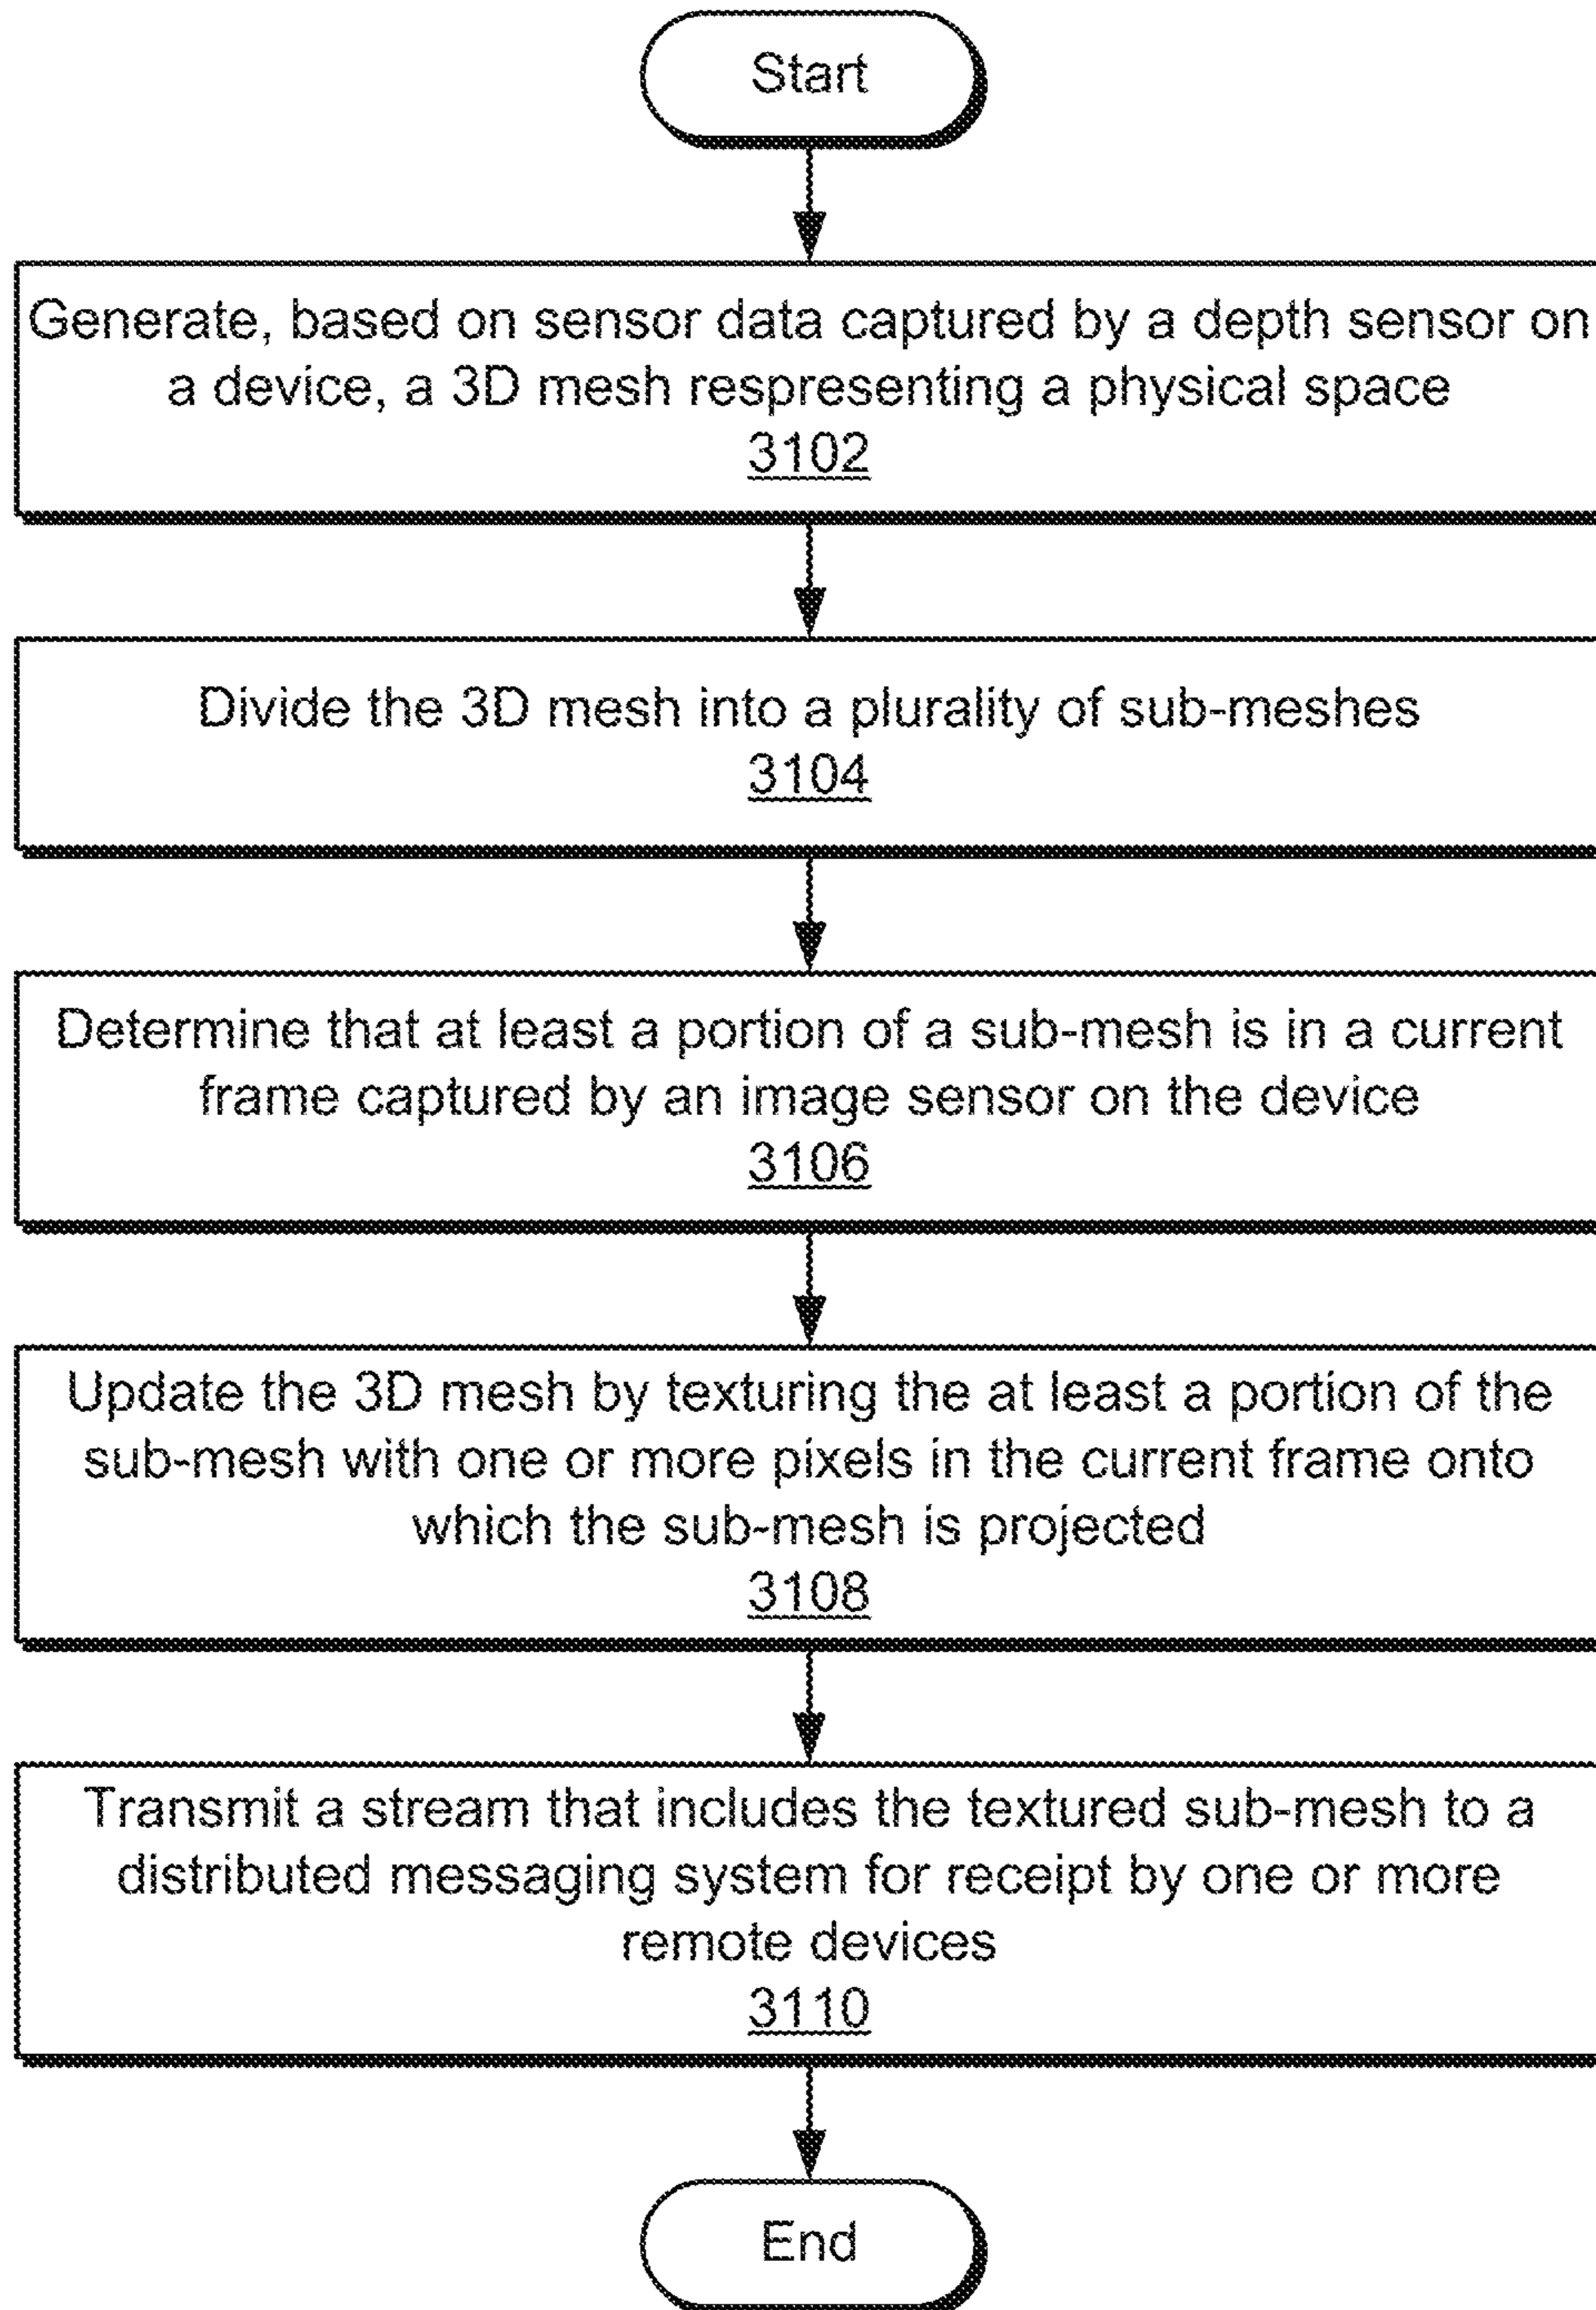 Start
Generate, based on sensor data captured by a depth sensor on
a device, a 3D mesh respresenting a physical space
3102
Divide the 3D mesh into a plurality of sub-meshes
3104
Determine that at least a portion of a sub-mesh is in a current
frame captured by an image sensor on the device
3106
Update the 3D mesh by texturing the at least a portion of the
sub-mesh with one or more pixels in the current frame onto
which the sub-mesh is projected
3108
Transmit a stream that includes the textured sub-mesh to a
distributed messaging system for receipt by one or more
remote devices
3110
End